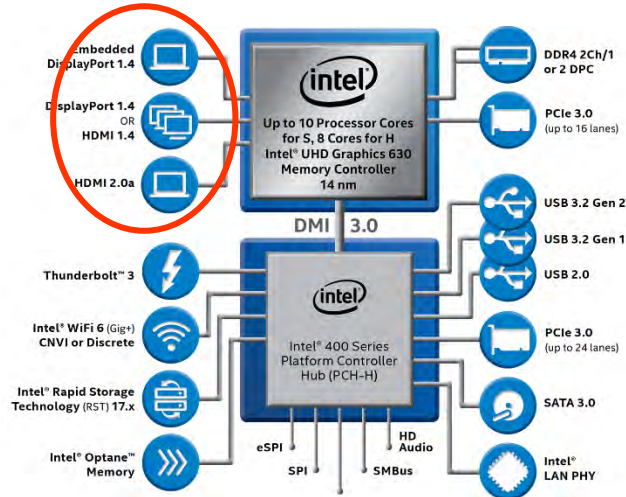 Embedded
DisplayPort 1.4
DisplayPort 1.4
OR
HDMI 1.4
HDMI 2.0a
intel
Up to 10 Processor Cores
for S, 8 Cores for H
Intel® UHD Graphics 630
Memory Controller
14 nm
DDR4 2Ch/1
or 2 DPC
PCIe 3.0
(up to 16 lanes)
DMI 3.0
Thunderbolt™ 3
Intel® WiFi 6 (Gig+)
CNVI or Discrete
Intel® Rapid Storage
Technology (RST) 17.x
Intel® Optane™
Memory
intel
Intel® 400 Series
Platform Controller
Hub (PCH-H)
USB 3.2 Gen 2
USB 3.2 Gen 1
USB 2.0
PCIe 3.0
(up to 24 lanes)
SATA 3.0
Intel®
LAN PHY
eSPI
SPI
SMBus
HD
Audio